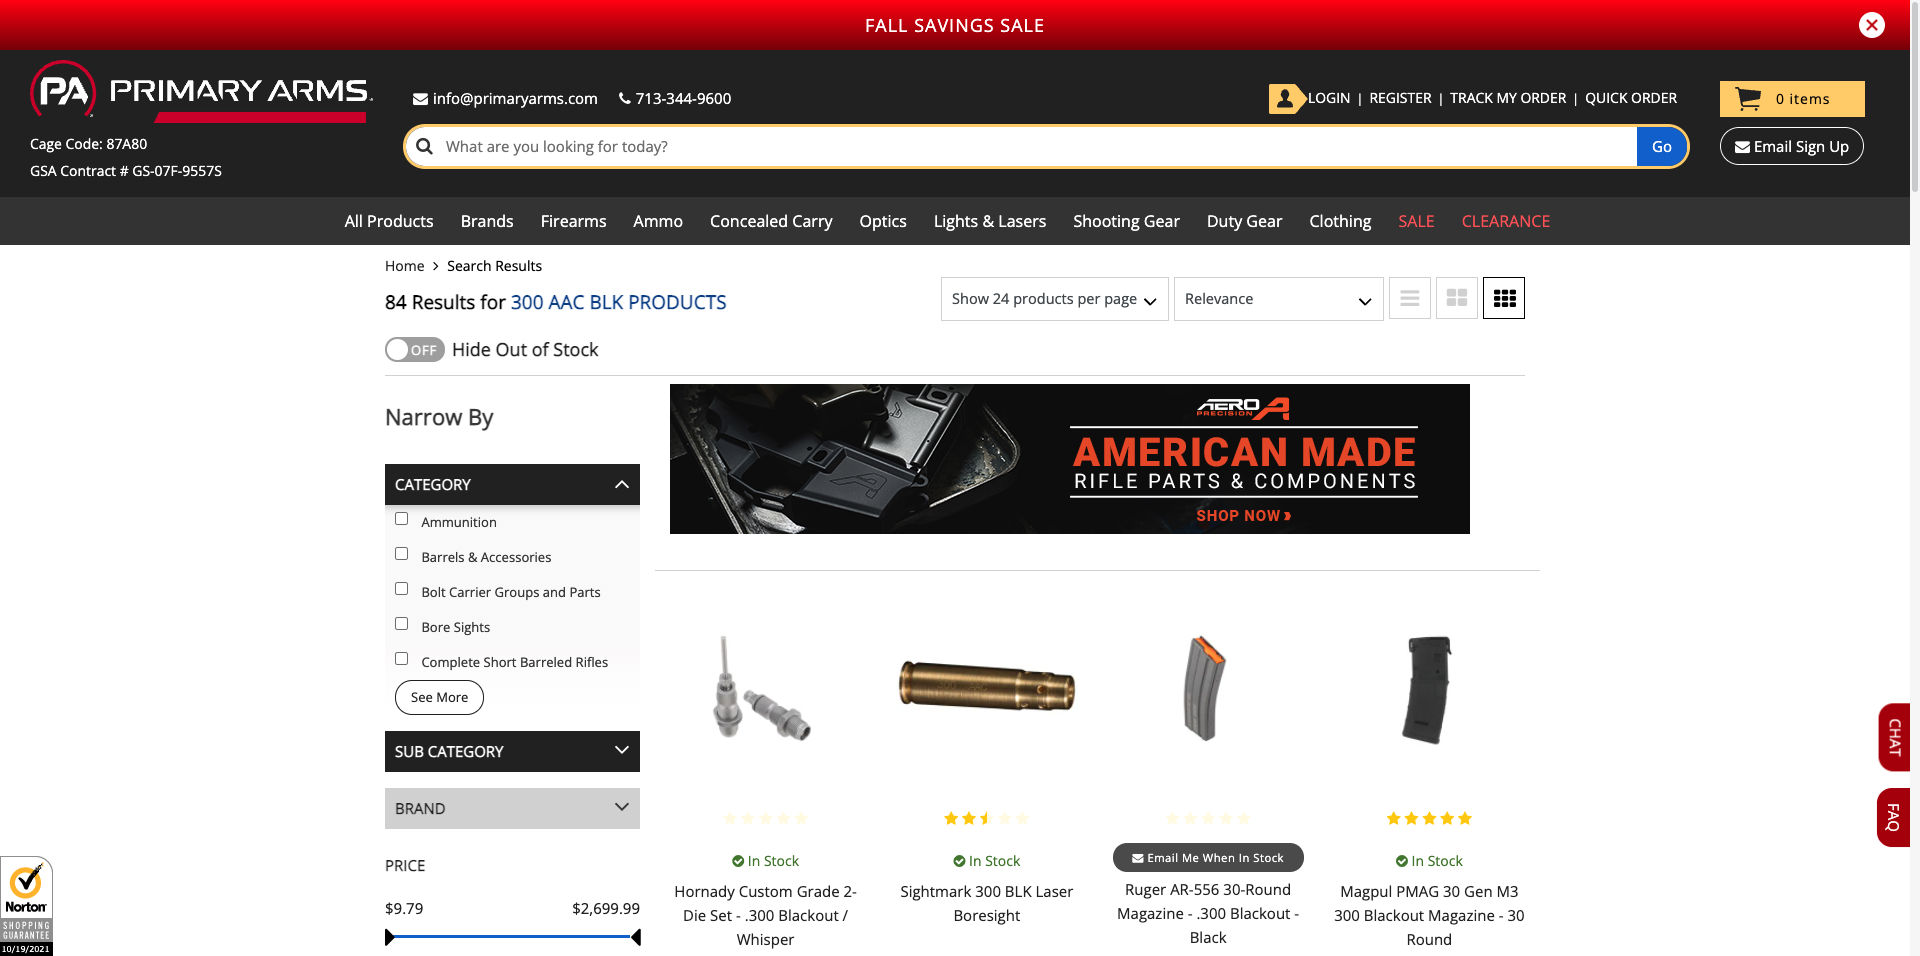 FALL SAVINGS SALE
PA PRIMARY ARMS
info@primaryarms.com 713-344-9600
LOGIN | REGISTER | TRACK MY ORDER | QUICK ORDER
0 items
Cage Code: 87A80
GSA Contract # GS-07F-9557S
What are you looking for today?
Go
Email Sign Up
All Products Brands Firearms Ammo Concealed Carry Optics Lights & Lasers Shooting Gear Duty Gear Clothing SALE CLEARANCE
Home > Search Results
84 Results for 300 AAC BLK PRODUCTS
Show 24 products per page
Relevance
OFF Hide Out of Stock
Narrow By
CATEGORY
Ammunition
Barrels & Accessories
Bolt Carrier Groups and Parts
Bore Sights
Complete Short Barreled Rifles
See More
SUB CATEGORY
BRAND
PRICE
$9.79 $2,699.99
AERO
PRECISION
AMERICAN MADE
RIFLE PARTS & COMPONENTS
SHOP NOW
In Stock
Hornady Custom Grade 2-
Die Set - .300 Blackout /
Whisper
In Stock
Sightmark 300 BLK Laser
Boresight
Email Me When In Stock
Ruger AR-556 30-Round
Magazine - .300 Blackout -
Black
In Stock
Magpul PMAG 30 Gen M3
300 Blackout Magazine - 30
Round
CHAT
FAQ
Norton
SHOPPING
GUARANTEE
10/19/2021